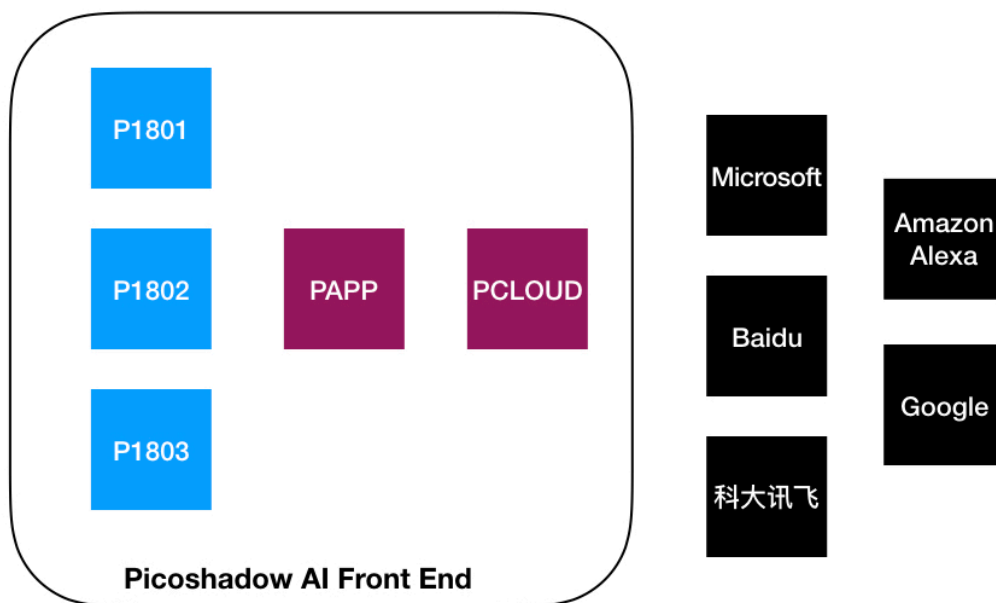 P1801
P1802
P1803
PAPP
PCLOUD
Picoshadow AI Front End
Microsoft
Baidu
科大讯飞
Amazon
Alexa
Google